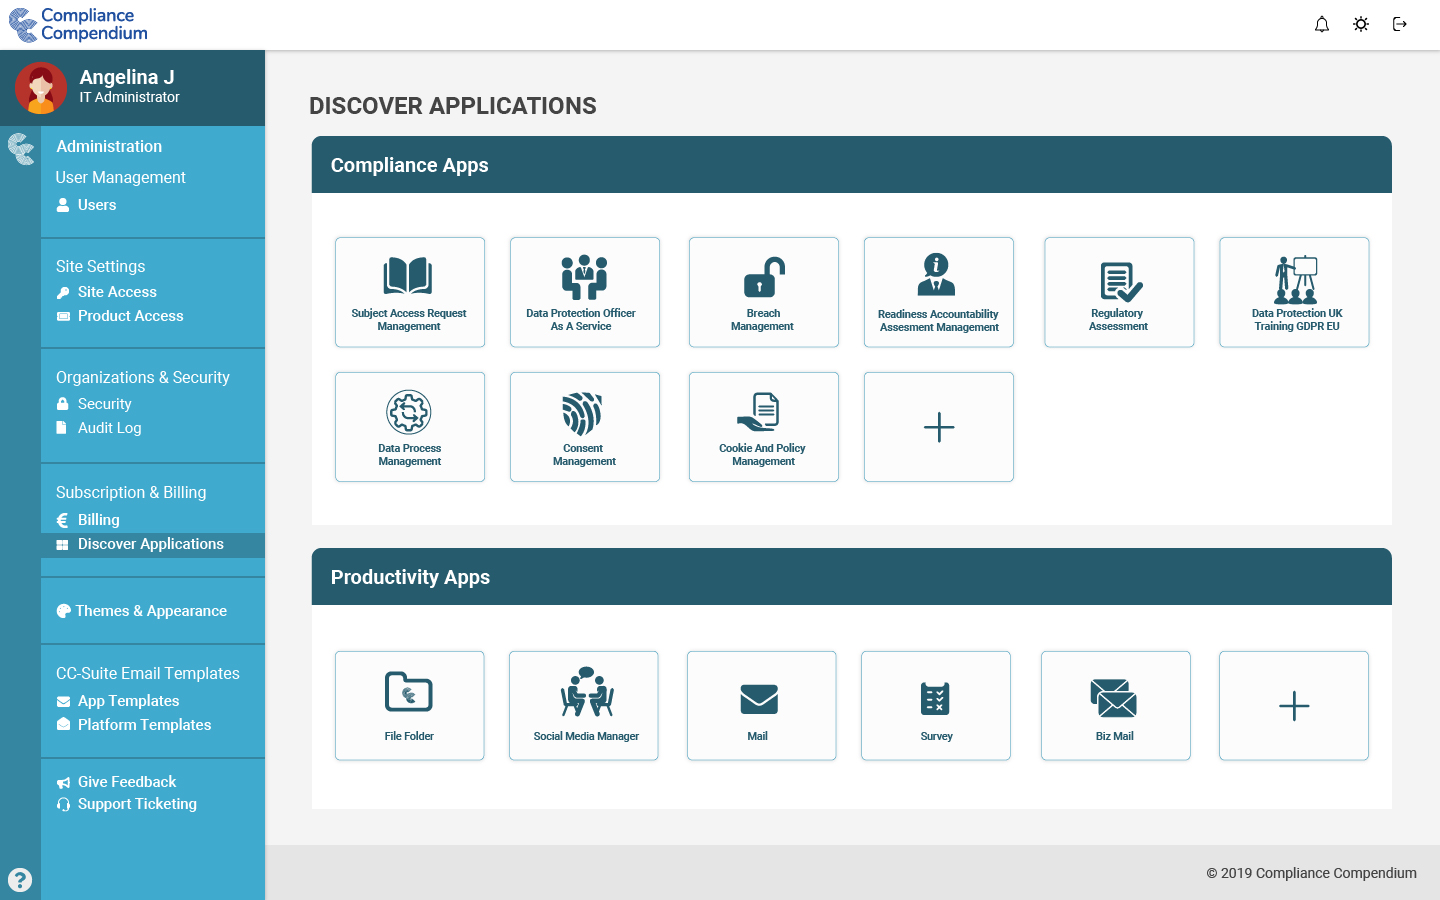 Compliance
Compendium
Angelina J
IT Administrator
Administration
User Management
Users
Site Settings
Site Access
Product Access
Organizations & Security
Security
Audit Log
Subscription & Billing
Billing
Discover Applications
Themes & Appearance
CC-Suite Email Templates
App Templates
Platform Templates
Give Feedback
Support Ticketing
?
DISCOVER APPLICATIONS
Compliance Apps
Subject Access Request
Management
Data Protection Officer
As A Service
Breach
Management
Readiness Accountability
Assesment Management
Regulatory
Assessment
Data Protection UK
Training GDPR EU
Data Process
Management
Consent
Management
Cookie And Policy
Management
Productivity Apps
File Folder
Social Media Manager
Mail
Survey
Biz Mail
© 2019 Compliance Compendium